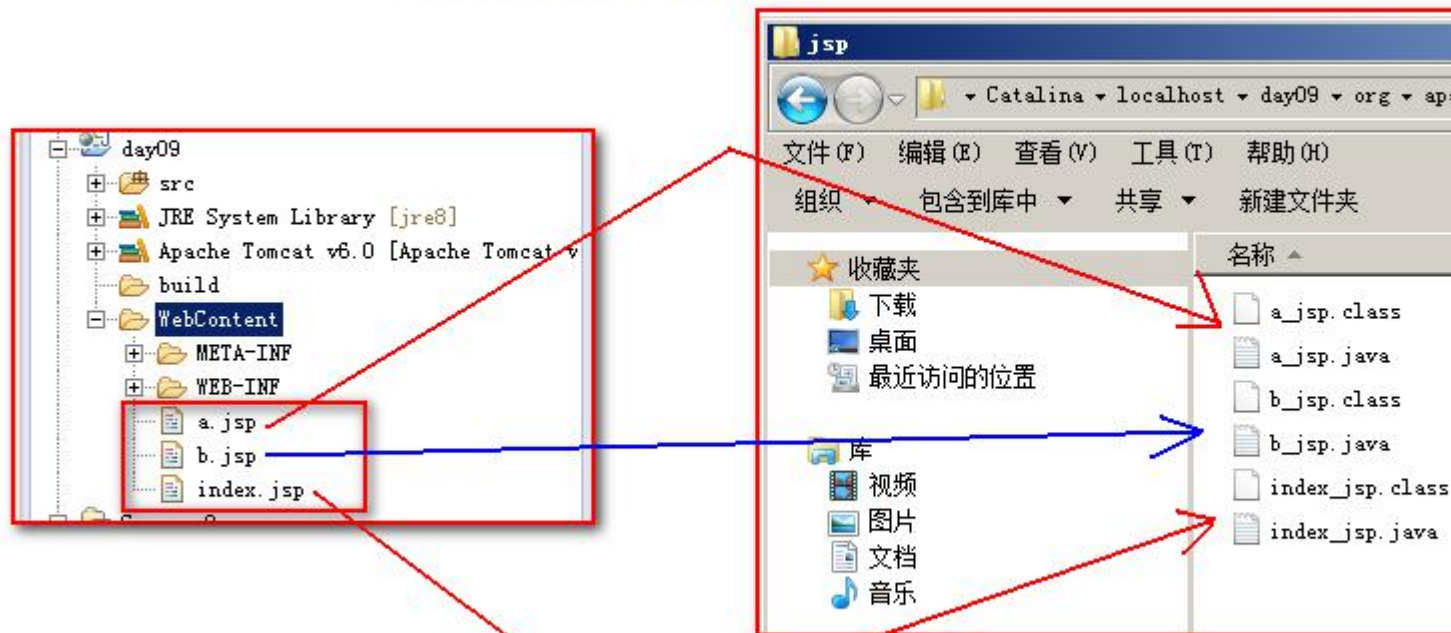 day09
src
JRE System Library [jre8]
Apache Tomcat v6.0 [Apache Tomcat v
build
WebContent
META-INF
WEB-INF
a.jsp
b.jsp
index.jsp
jsp
Catalina localhost day09 org ap
文件(F) 编辑(E) 查看(V) 工具(T) 帮助(H)
组织 包含到库中 共享 新建文件夹
收藏夹
下载
桌面
最近访问的位置
库
视频
图片
文档
音乐
名称
a_jsp.class
a_jsp.java
b_jsp.class
b_jsp.java
index_jsp.class
index_jsp.java